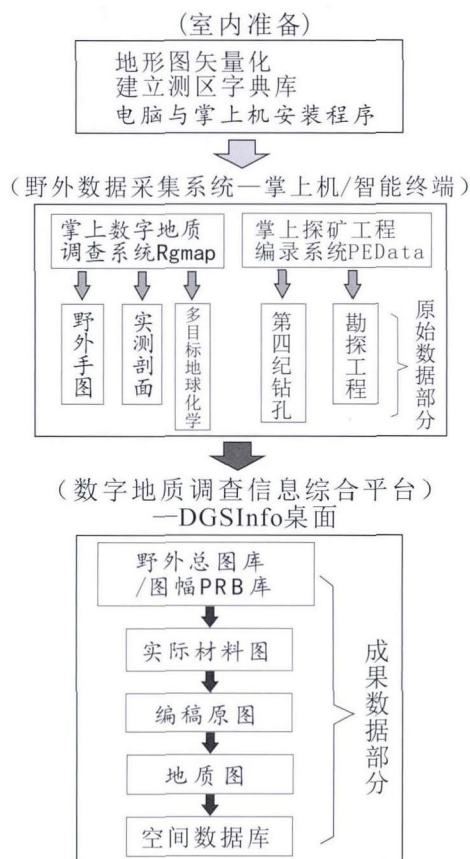 (室内准备)
地形图矢量化
建立测区字典库
电脑与掌上机安装程序
(野外数据采集系统—掌上机/智能终端)
掌上数字地质
调查系统Rgmap
掌上探矿工程
编录系统PEData
野外手图
实测剖面
多目标地球化学
第四纪钻孔
勘探工程
原始数据部分
(数字地质调查信息综合平台)
—DGSInfo桌面
野外总图库
/图幅PRB库
实际材料图
编稿原图
地质图
空间数据库
成果数据部分